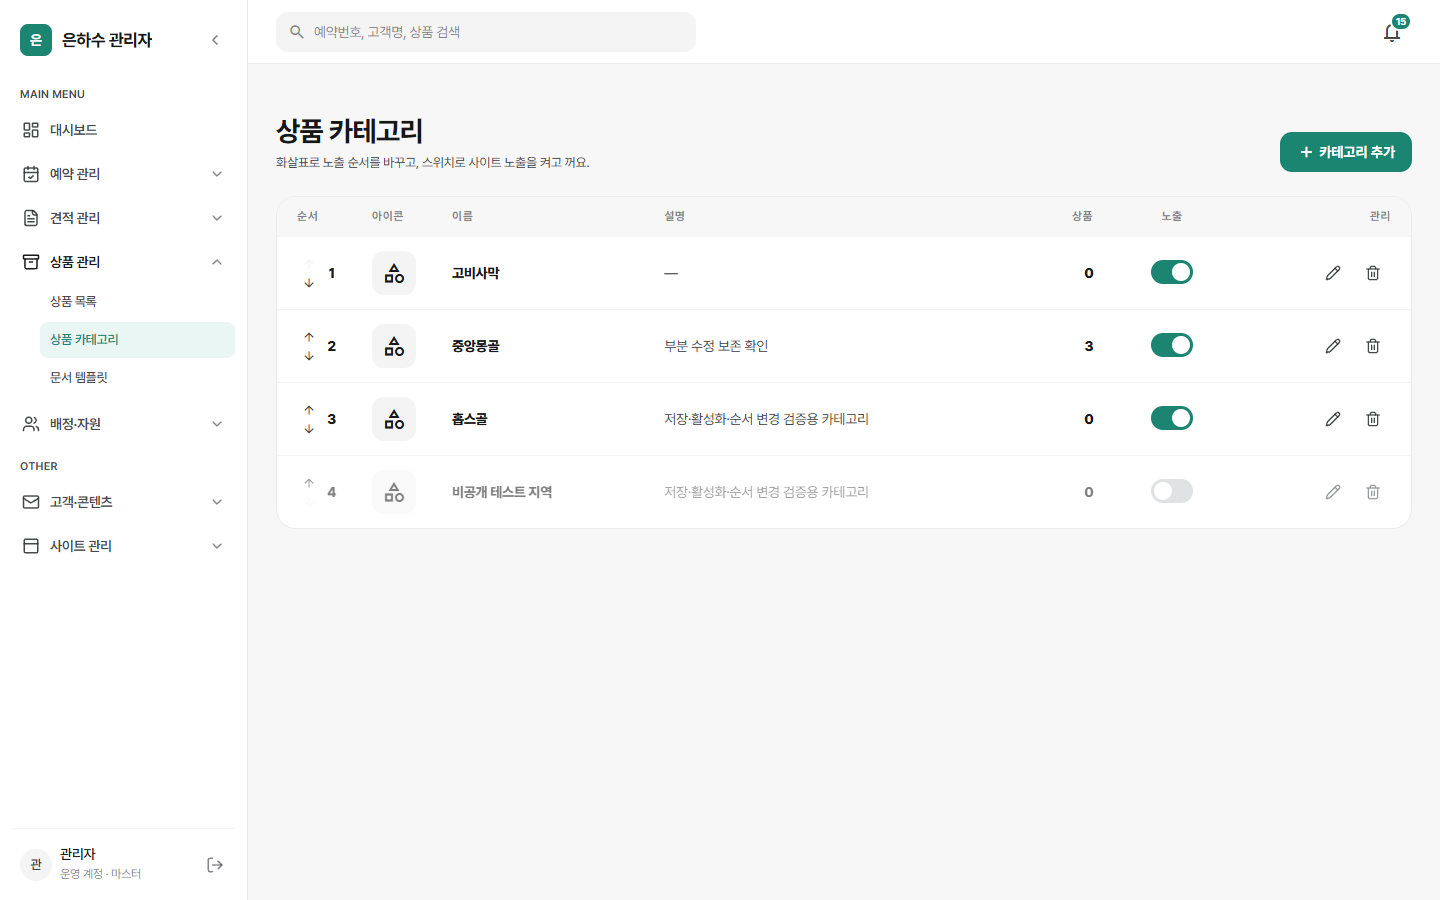 은 은하수 관리자
예약번호, 고객명, 상품 검색
15
MAIN MENU
대시보드
예약 관리
견적 관리
상품 관리
상품 목록
상품 카테고리
문서 템플릿
배정·자원
OTHER
고객·콘텐츠
사이트 관리
관 관리자
운영 계정 · 마스터
상품 카테고리
화살표로 노출 순서를 바꾸고, 스위치로 사이트 노출을 켜고 꺼요.
카테고리 추가
순서 아이콘 이름 설명 상품 노출 관리
1 고비사막 — 0
2 중앙몽골 부분 수정 보존 확인 3
3 홉스골 저장·활성화·순서 변경 검증용 카테고리 0
4 비공개 테스트 지역 저장·활성화·순서 변경 검증용 카테고리 0